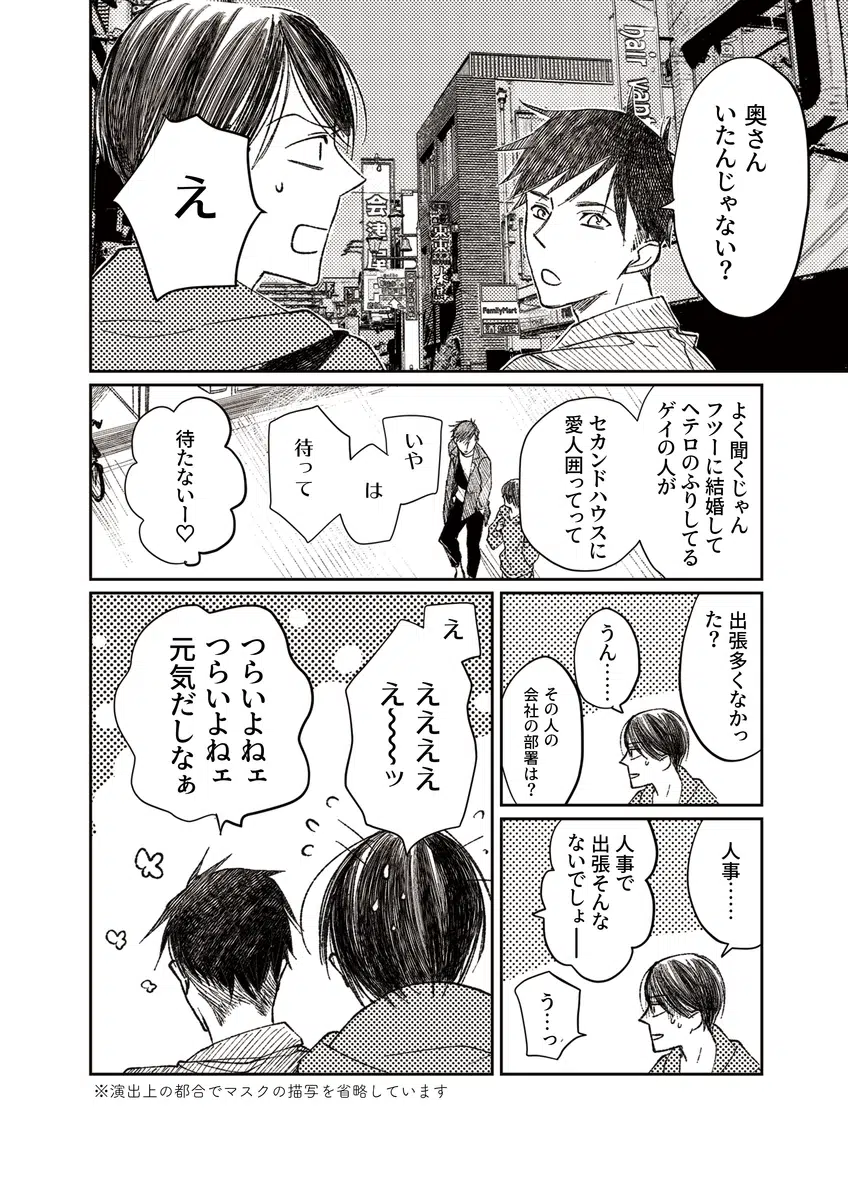 奥さん
いたんじゃない？
え
hair
会津屋
FamilyMart
よく聞くじゃん
フツーに結婚して
ヘテロのふりしてる
ゲイの人が
セカンドハウスに
愛人囲ってって
いや
は
待って
待たないー♡
出張多くなかっ
た？
うん……
その人の
会社の部署は？
人事……
人事で
出張そんな
ないでしょー
う…っ
え
ええええ
え〜〜ッ
つらいよねェ
つらいよねェ
元気だしなぁ
※演出上の都合でマスクの描写を省略しています